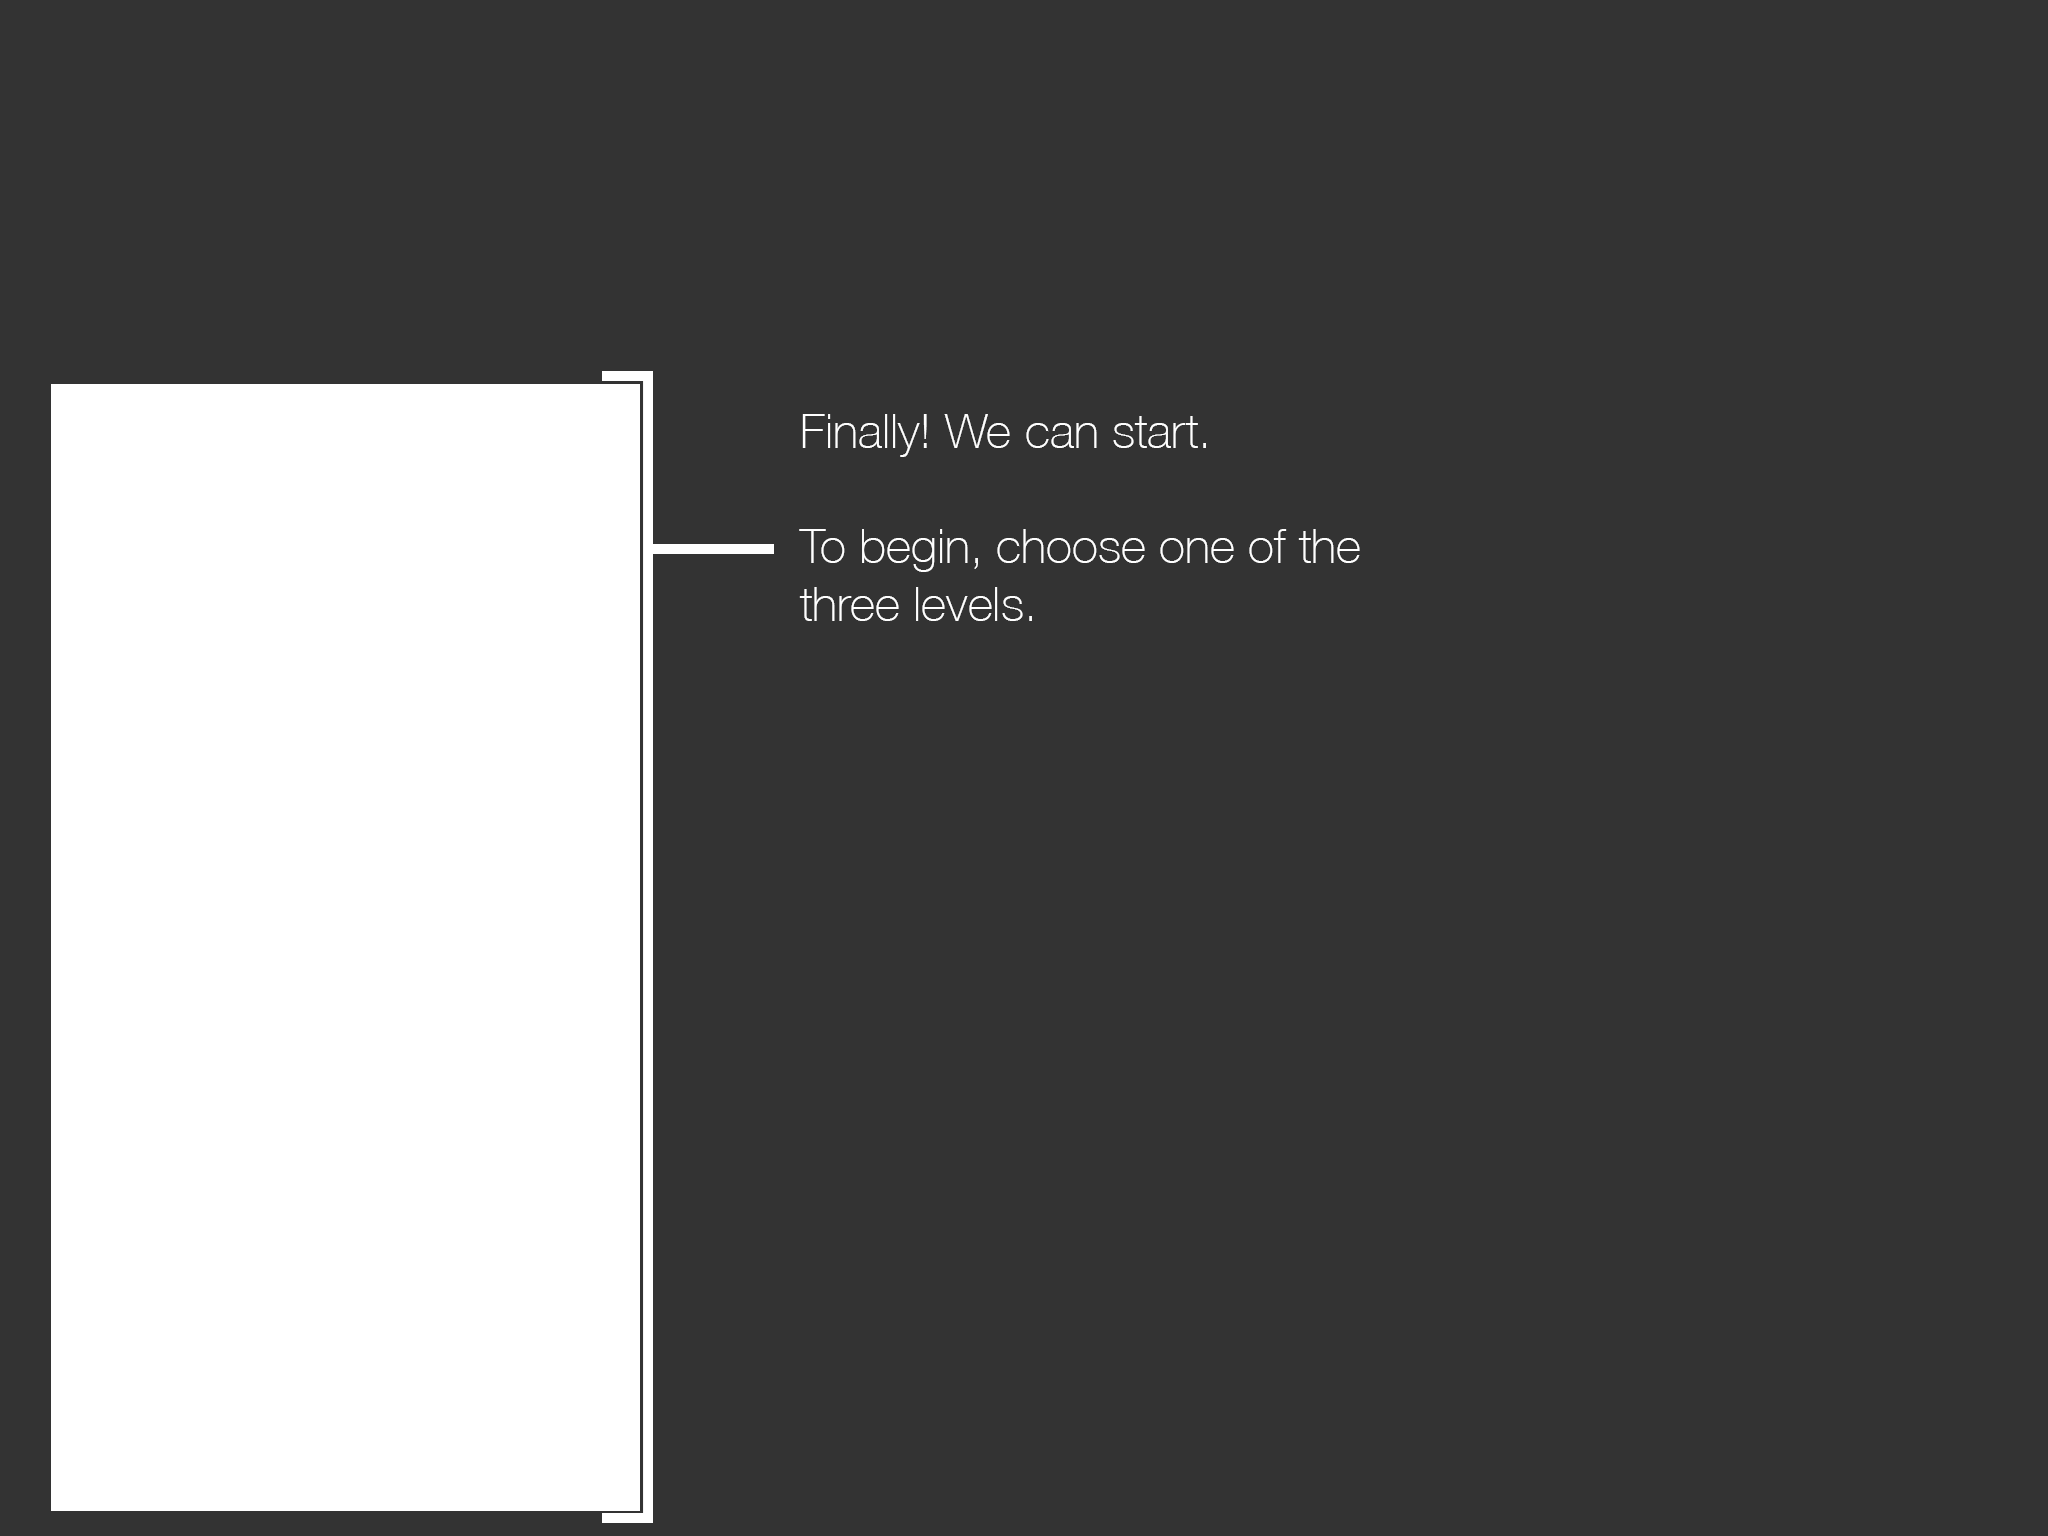 Finally! We can start.
To begin, choose one of the
three levels.